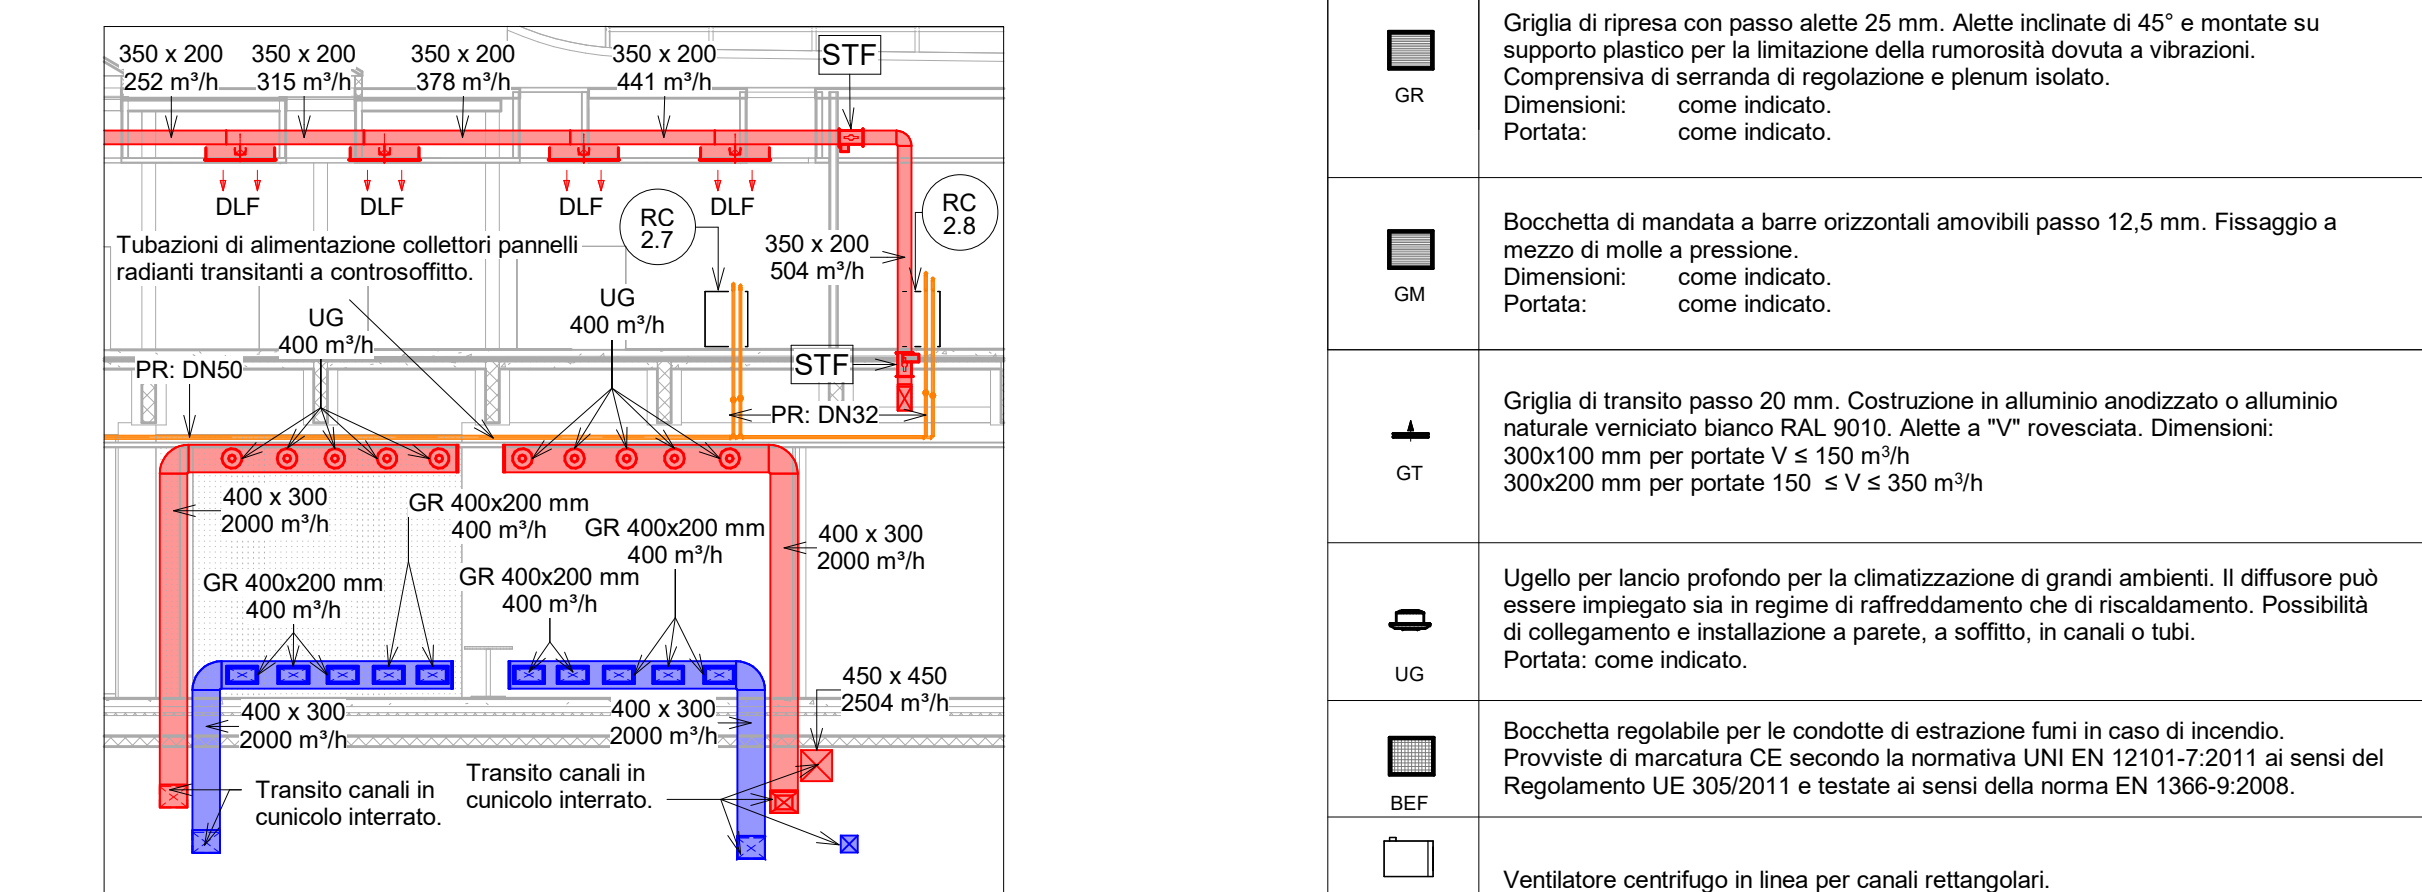 350 x 200
252 m³/h
350 x 200
315 m³/h
350 x 200
378 m³/h
350 x 200
441 m³/h
STF
DLF
DLF
DLF
DLF
RC
2.7
RC
2.8
Tubazioni di alimentazione collettori pannelli
radianti transitanti a controsoffitto.
350 x 200
504 m³/h
UG
400 m³/h
UG
400 m³/h
PR: DN50
STF
PR: DN32
400 x 300
2000 m³/h
GR 400x200 mm
400 m³/h
GR 400x200 mm
400 m³/h
400 x 300
2000 m³/h
GR 400x200 mm
400 m³/h
GR 400x200 mm
400 m³/h
450 x 450
2504 m³/h
400 x 300
2000 m³/h
400 x 300
2000 m³/h
Transito canali in
cunicolo interrato.
Transito canali in
cunicolo interrato.
GR
Griglia di ripresa con passo alette 25 mm. Alette inclinate di 45° e montate su
supporto plastico per la limitazione della rumorosità dovuta a vibrazioni.
Comprensiva di serranda di regolazione e plenum isolato.
Dimensioni: come indicato.
Portata: come indicato.
GM
Bocchetta di mandata a barre orizzontali amovibili passo 12,5 mm. Fissaggio a
mezzo di molle a pressione.
Dimensioni: come indicato.
Portata: come indicato.
GT
Griglia di transito passo 20 mm. Costruzione in alluminio anodizzato o alluminio
naturale verniciato bianco RAL 9010. Alette a "V" rovesciata. Dimensioni:
300x100 mm per portate V ≤ 150 m³/h
300x200 mm per portate 150 ≤ V ≤ 350 m³/h
UG
Ugello per lancio profondo per la climatizzazione di grandi ambienti. Il diffusore può
essere impiegato sia in regime di raffreddamento che di riscaldamento. Possibilità
di collegamento e installazione a parete, a soffitto, in canali o tubi.
Portata: come indicato.
BEF
Bocchetta regolabile per le condotte di estrazione fumi in caso di incendio.
Provviste di marcatura CE secondo la normativa UNI EN 12101-7:2011 ai sensi del
Regolamento UE 305/2011 e testate ai sensi della norma EN 1366-9:2008.
Ventilatore centrifugo in linea per canali rettangolari.